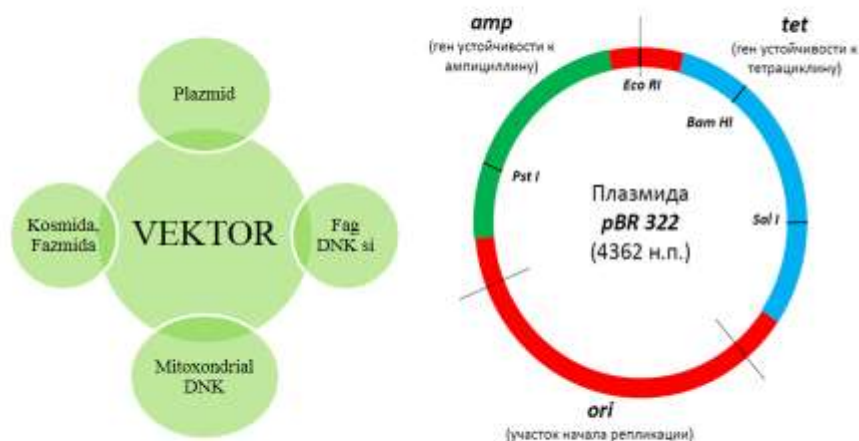 Plazmid
Kosmida,
Fazmida
VEKTOR
Fag
DNK si
Mitoxondrial
DNK
amp
(ген устойчивости к
ампициллину)
tet
(ген устойчивости к
тетрациклину)
Eco RI
Bam HI
Pst I
Sal I
Плазмида
pBR 322
(4362 н.п.)
ori
(участок начала репликации)